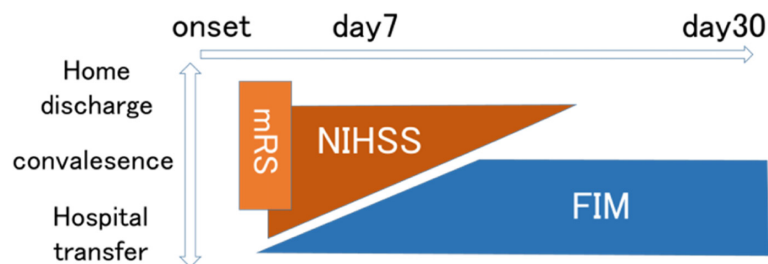 onset day7 day30
Home
discharge
mRS
NIHSS
convalesence
FIM
Hospital
transfer